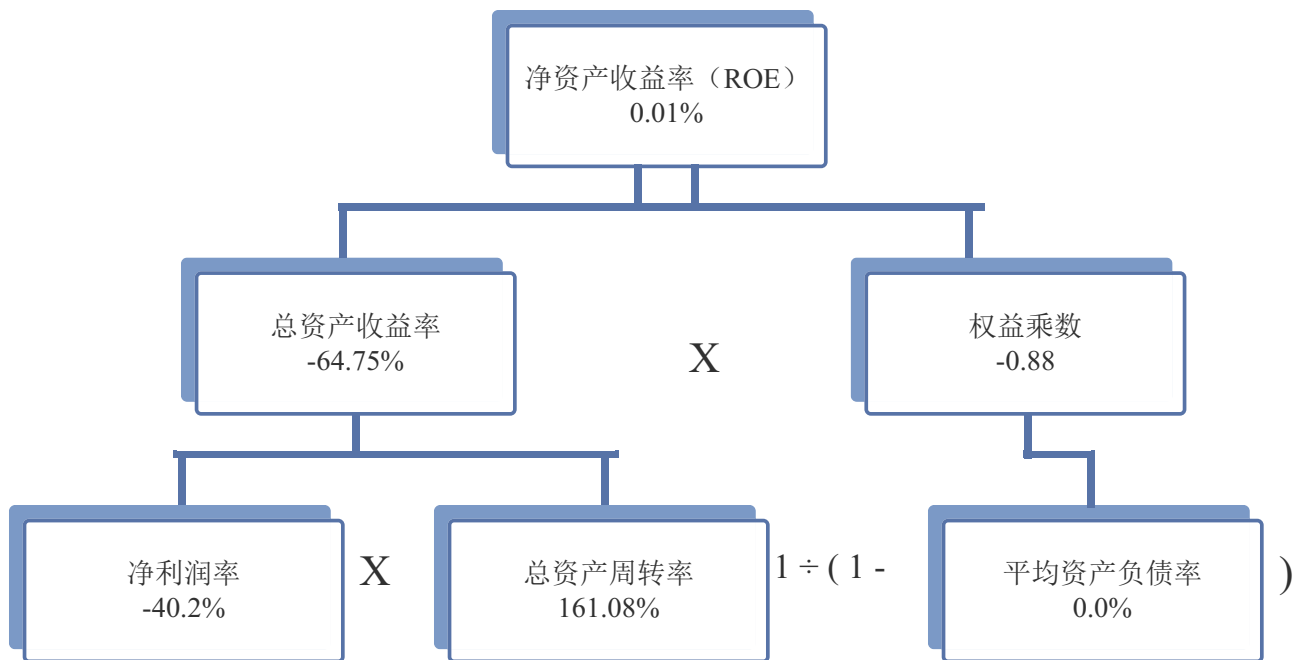 净资产收益率（ROE）
0.01%
总资产收益率
-64.75%
X
权益乘数
-0.88
净利润率
-40.2%
X
总资产周转率
161.08%
1 ÷ ( 1 -
平均资产负债率
0.0%
)